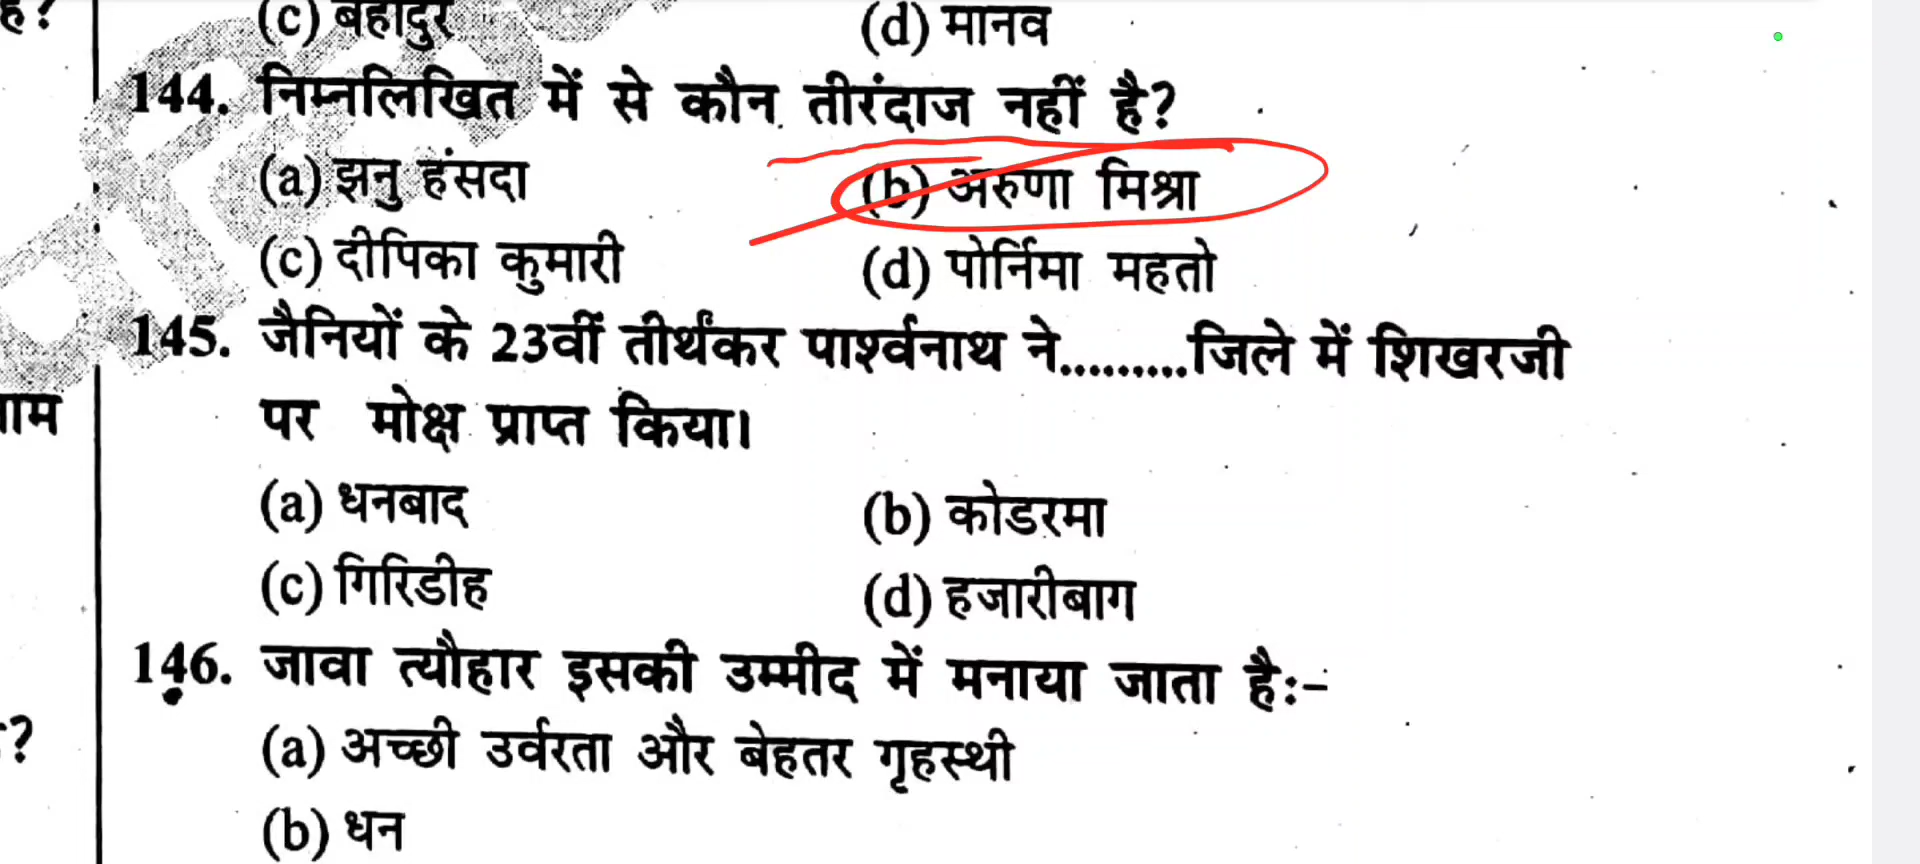 है?
(c) बहादुर (d) मानव
144. निम्नलिखित में से कौन तीरंदाज नहीं है?
(a) झनु हंसदा (b) अरुणा मिश्रा
(c) दीपिका कुमारी (d) पोर्निमा महतो
145. जैनियों के 23वीं तीर्थंकर पार्श्वनाथ ने.........जिले में शिखरजी
पर मोक्ष प्राप्त किया।
(a) धनबाद (b) कोडरमा
(c) गिरिडीह (d) हजारीबाग
146. जावा त्यौहार इसकी उम्मीद में मनाया जाता है:–
(a) अच्छी उर्वरता और बेहतर गृहस्थी
(b) धन